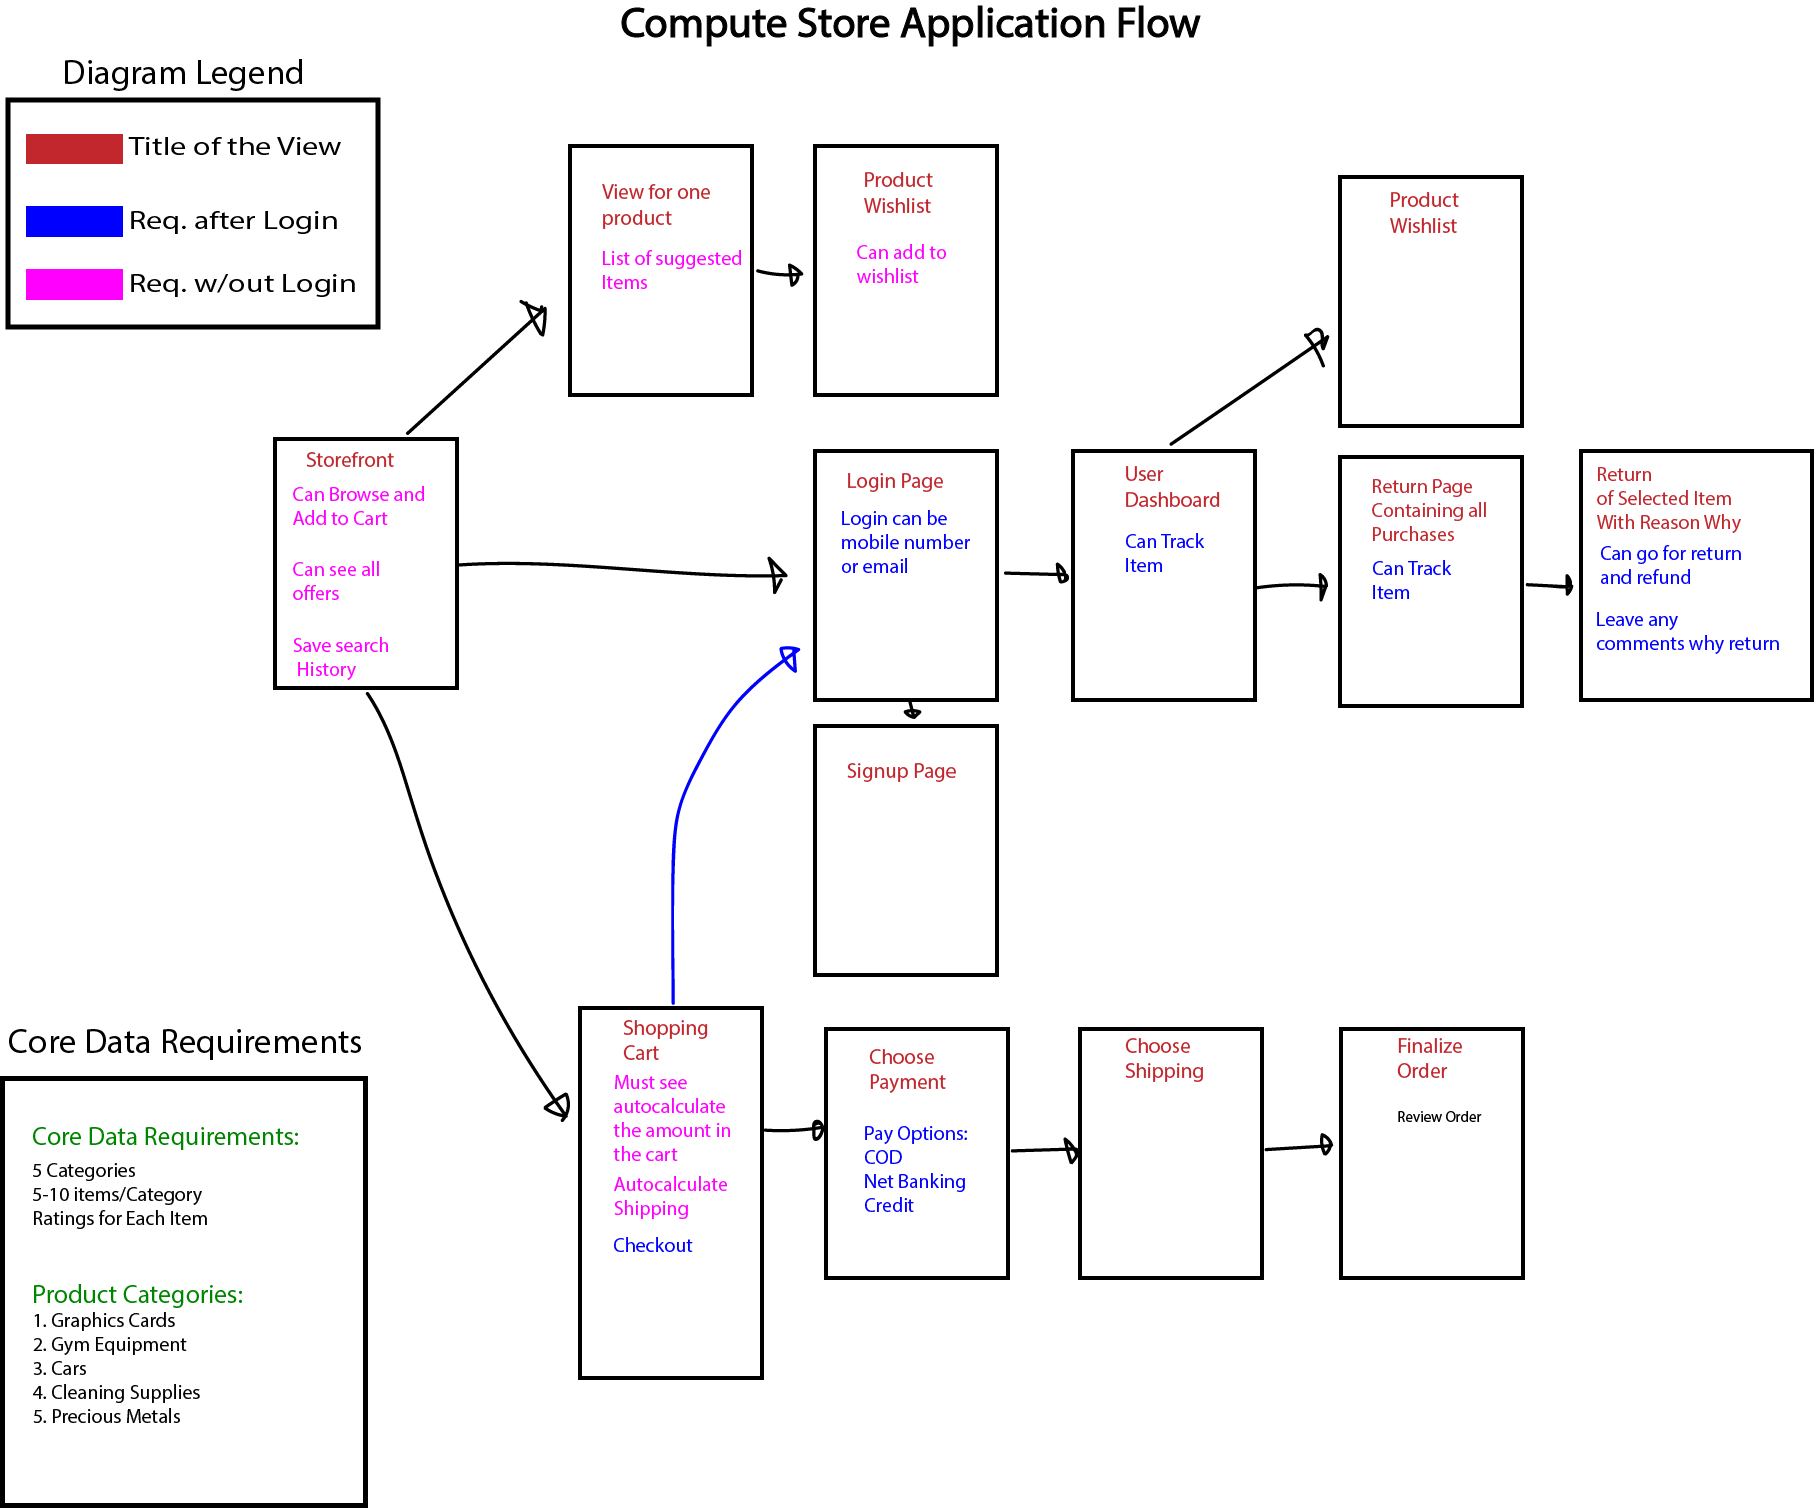 Compute Store Application Flow
Diagram Legend
Title of the View
Req. after Login
Req. w/out Login
View for one
product
List of suggested
Items
Product
Wishlist
Can add to
wishlist
Product
Wishlist
Storefront
Can Browse and
Add to Cart
Can see all
offers
Save search
History
Login Page
Login can be
mobile number
or email
User
Dashboard
Can Track
Item
Return Page
Containing all
Purchases
Can Track
Item
Return
of Selected Item
With Reason Why
Can go for return
and refund
Leave any
comments why return
Signup Page
Shopping
Cart
Must see
autocalculate
the amount in
the cart
Autocalculate
Shipping
Checkout
Choose
Payment
Pay Options:
COD
Net Banking
Credit
Choose
Shipping
Finalize
Order
Review Order
Core Data Requirements
Core Data Requirements:
5 Categories
5-10 items/Category
Ratings for Each Item
Product Categories:
1. Graphics Cards
2. Gym Equipment
3. Cars
4. Cleaning Supplies
5. Precious Metals